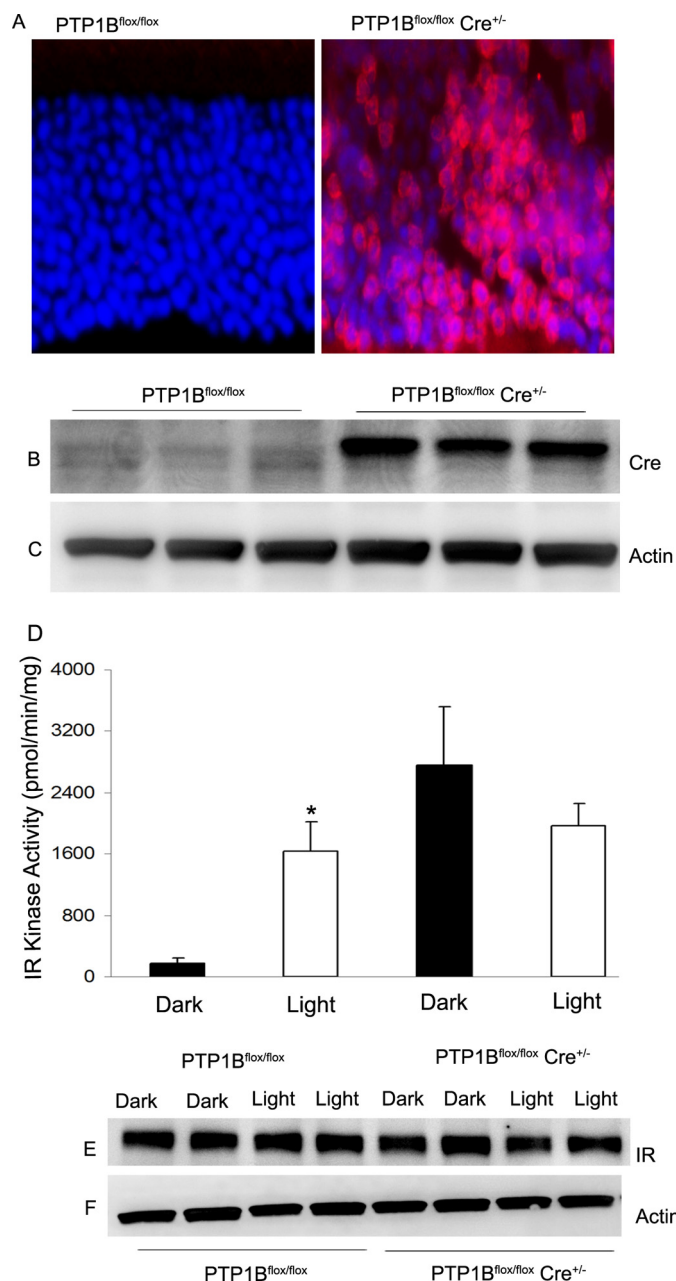 A PTP1Bflox/flox PTP1Bflox/flox Cre+/-
PTP1Bflox/flox PTP1Bflox/flox Cre+/-
B Cre
C Actin
D
IR Kinase Activity (pmol/min/mg)
4000
3200
2400
1600
800
0
*
Dark Light Dark Light
PTP1Bflox/flox PTP1Bflox/flox Cre+/-
Dark Dark Light Light Dark Dark Light Light
E IR
F Actin
PTP1Bflox/flox PTP1Bflox/flox Cre+/-